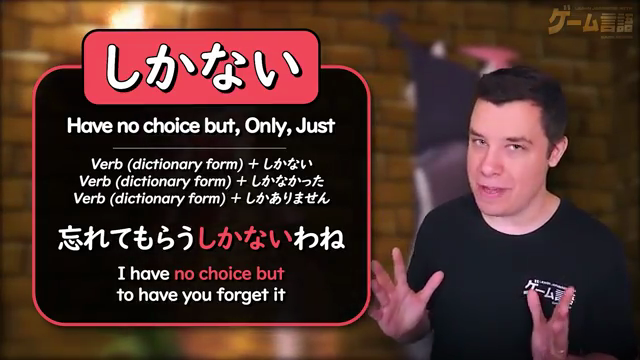 しかない
Have no choice but, Only, Just
Verb (dictionary form) + しかない
Verb (dictionary form) + しかなかった
Verb (dictionary form) + しかありません
忘れてもらうしかないわね
I have no choice but
to have you forget it
ゲーム言語
ゲーム言語